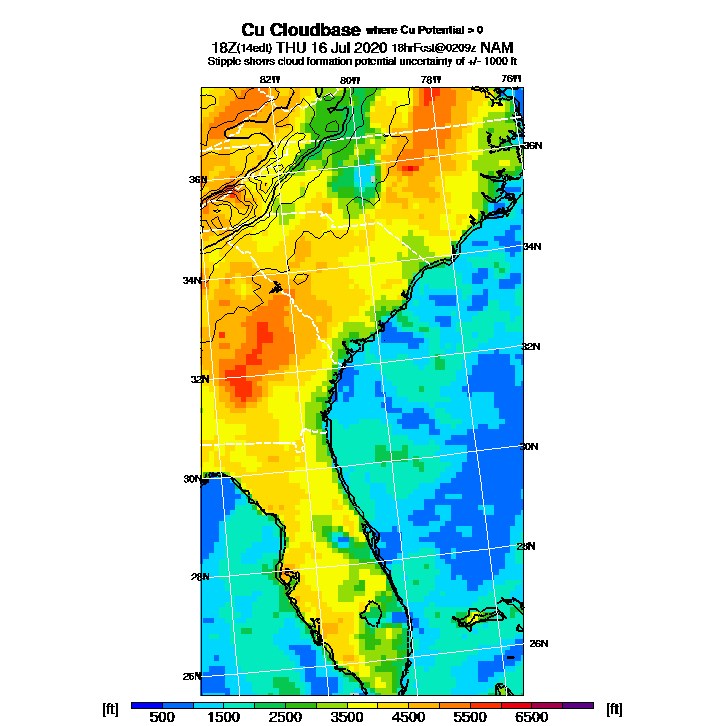 Cu Cloudbase where Cu Potential > 0
18Z(14edt) THU 16 Jul 2020 18hrFcst@0209z NAM
Stipple shows cloud formation potential uncertainty of +/- 1000 ft
82W 80W 78W 76W
36N
36N
34N
34N
32N
32N
30N
30N
28N
28N
26N
26N
[ft] 500 1500 2500 3500 4500 5500 6500 [ft]